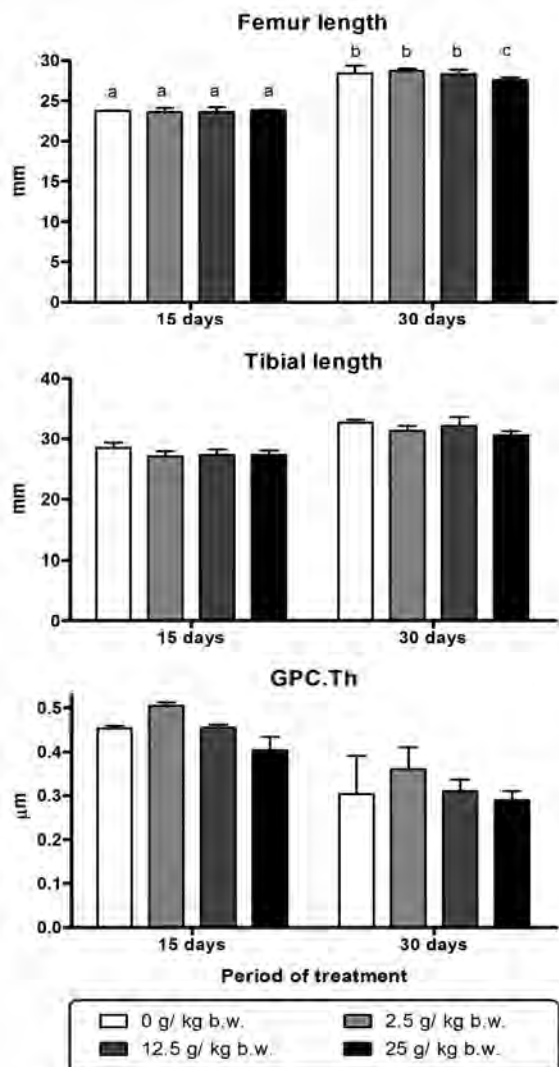 Femur length
30
25
20
15
10
5
0
mm
a a a a b b b c
15 days 30 days
Tibial length
40
30
20
10
0
mm
15 days 30 days
GPC.Th
0.5
0.4
0.3
0.2
0.1
0.0
µm
15 days 30 days
Period of treatment
0 g/ kg b.w. 2.5 g/ kg b.w.
12.5 g/ kg b.w. 25 g/ kg b.w.